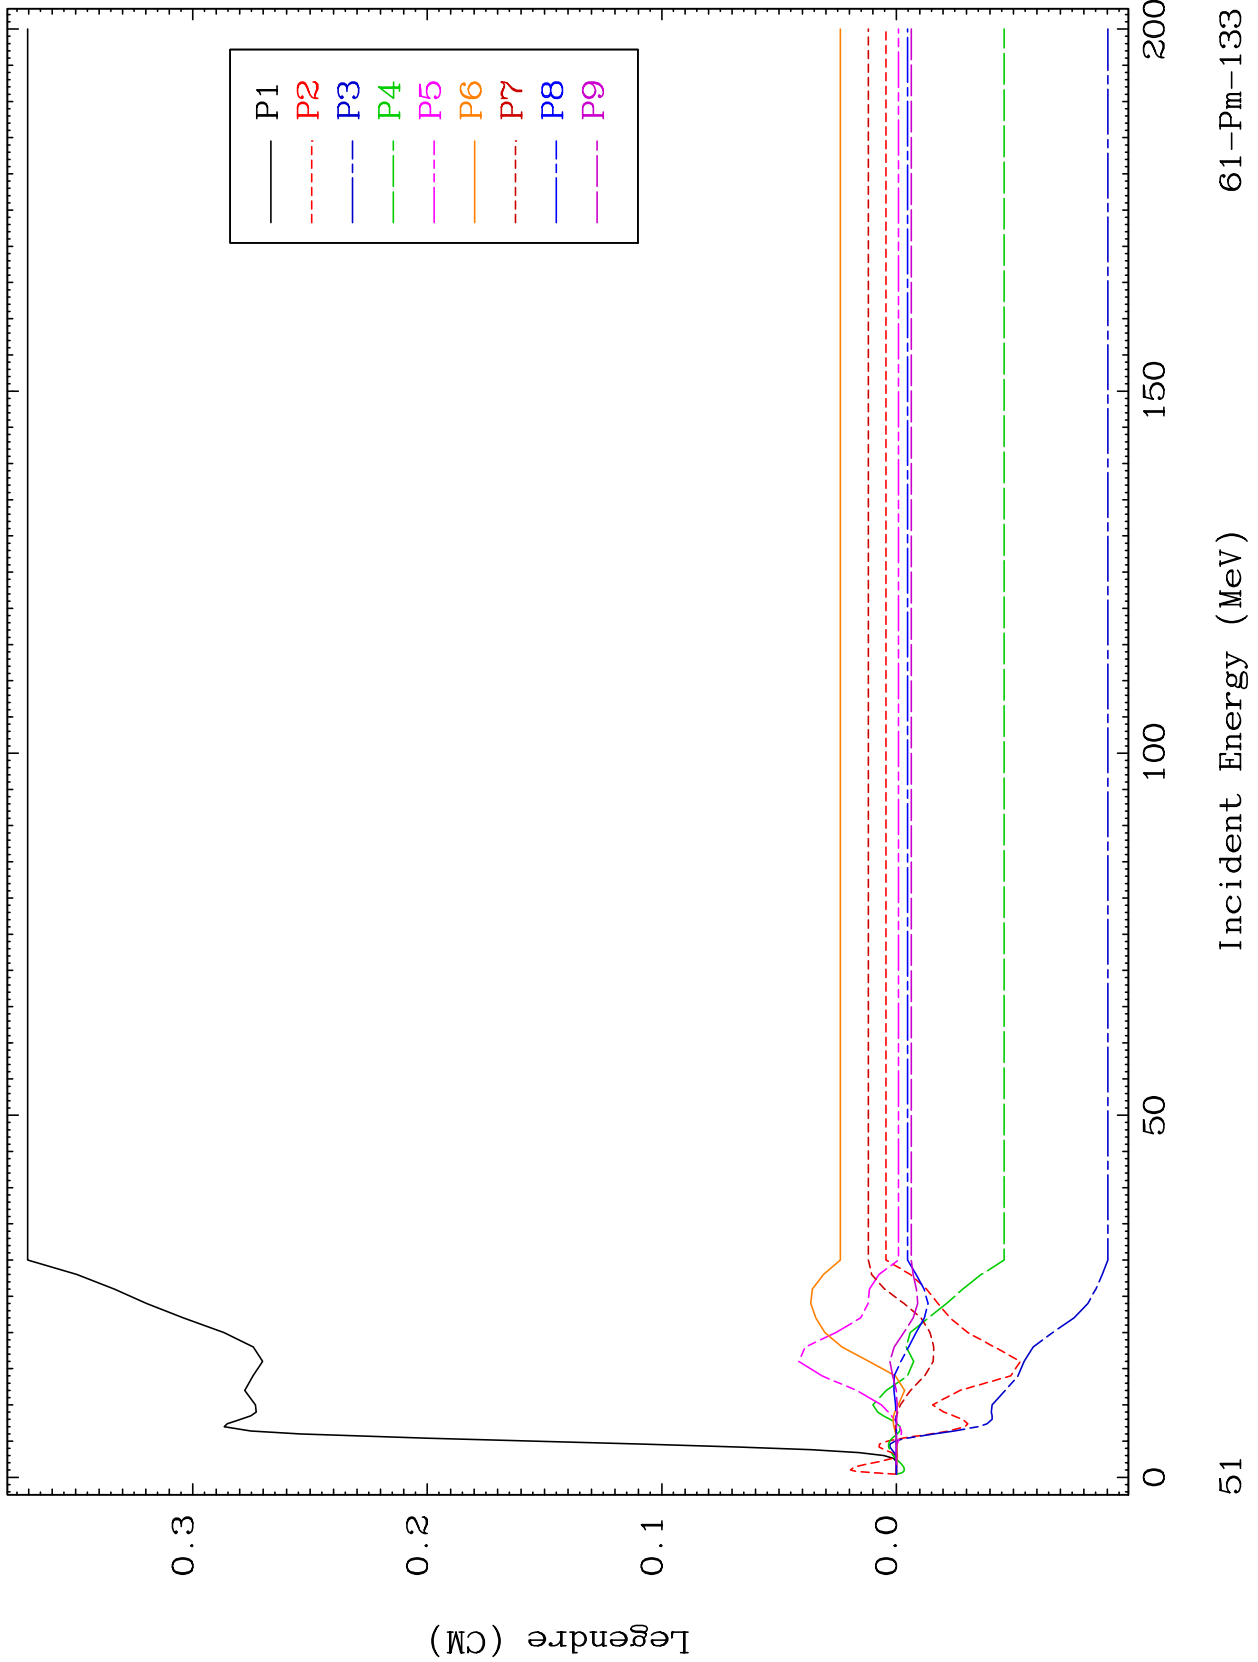 P1
P2
P3
P4
P5
P6
P7
P8
P9
Legendre (CM)
0.3
0.2
0.1
0.0
0
50
100
150
200
51
Incident Energy (MeV)
61-Pm-133